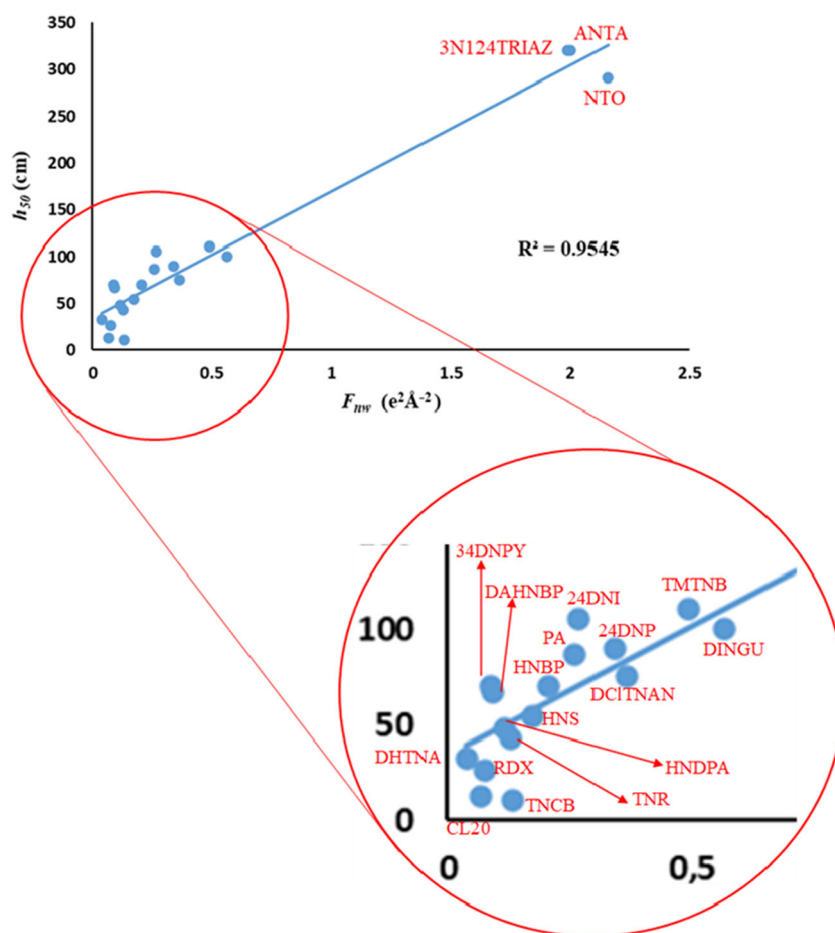 350
300
250
200
150
100
50
0
h50 (cm)
3N124TRIAZ
ANTA
NTO
R² = 0.9545
0
0.5
1
1.5
2
2.5
Fnw (e²Å⁻²)
34DNPY
DAHNBP
24DNI
TMTNB
PA
24DNP
DINGU
HNBP
DClTNAN
HNS
DHTNA
RDX
HNDPA
TNCB
TNR
CL20
100
50
0
0
0,5